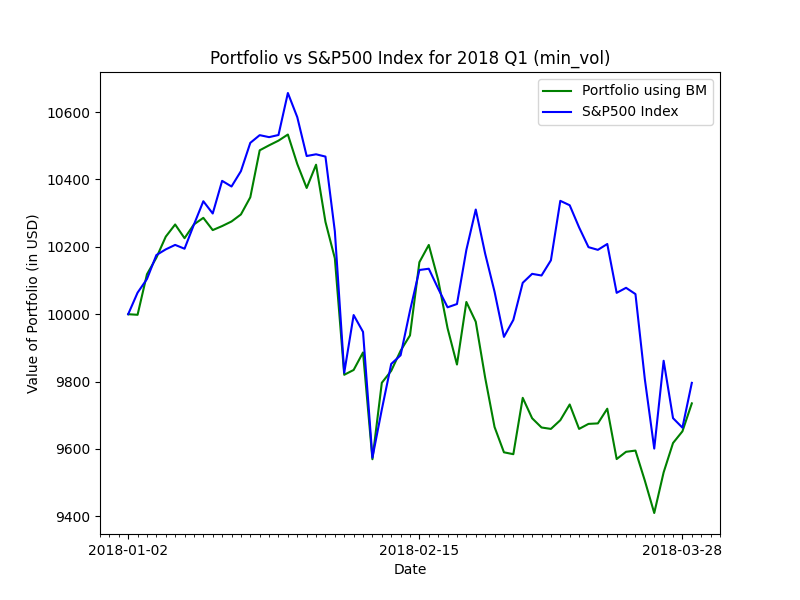 Portfolio vs S&P500 Index for 2018 Q1 (min_vol)
Portfolio using BM
S&P500 Index
10600
10400
10200
10000
9800
9600
9400
Value of Portfolio (in USD)
2018-01-02
2018-02-15
2018-03-28
Date